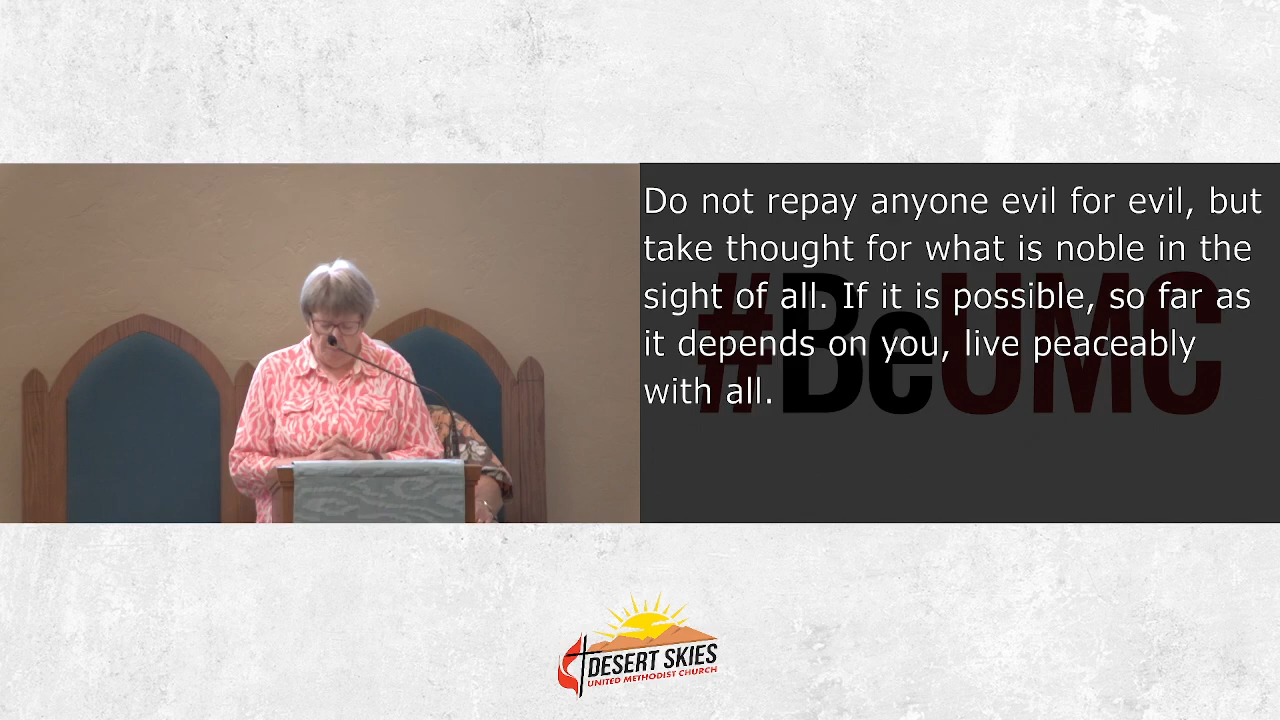 Do not repay anyone evil for evil, but
take thought for what is noble in the
sight of all. If it is possible, so far as
it depends on you, live peaceably
with all.
#BeUMC
DESERT SKIES
UNITED METHODIST CHURCH